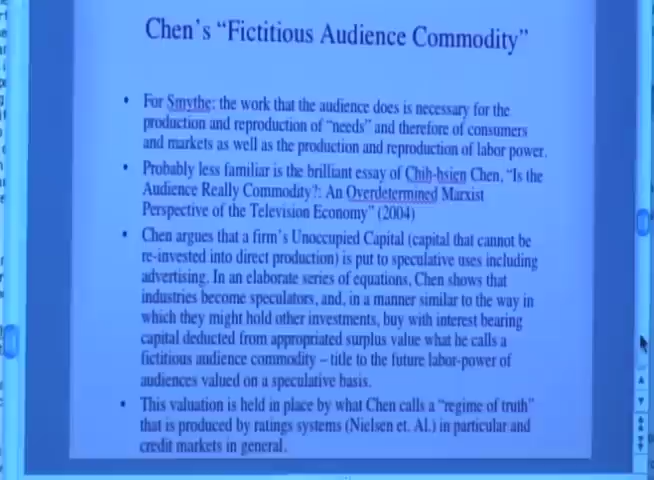 Chen's “Fictitious Audience Commodity”
• For Smythe: the work that the audience does is necessary for the
production and reproduction of “needs” and therefore of consumers
and markets as well as the production and reproduction of labor power.
• Probably less familiar is the brilliant essay of Chih-hsien Chen, “Is the
Audience Really Commodity?: An Overdetermined Marxist
Perspective of the Television Economy” (2004)
• Chen argues that a firm's Unoccupied Capital (capital that cannot be
re-invested into direct production) is put to speculative uses including
advertising. In an elaborate series of equations, Chen shows that
industries become speculators, and, in a manner similar to the way in
which they might hold other investments, buy with interest bearing
capital deducted from appropriated surplus value what he calls a
fictitious audience commodity – title to the future labor-power of
audiences valued on a speculative basis.
• This valuation is held in place by what Chen calls a “regime of truth”
that is produced by ratings systems (Nielsen et. Al.) in particular and
credit markets in general.